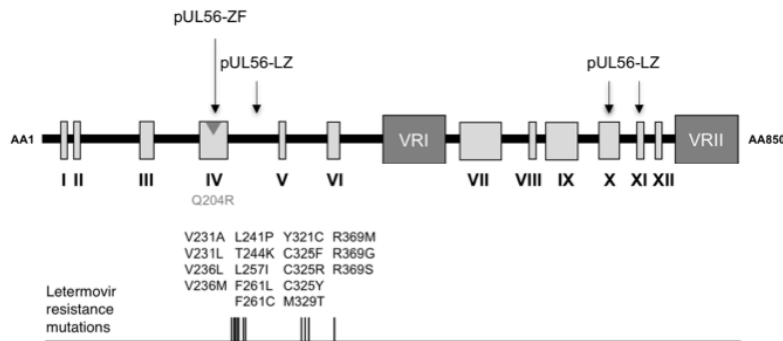 pUL56-ZF
pUL56-LZ pUL56-LZ
AA1 VRI VRII AA850
I II III IV V VI VII VIII IX X XI XII
Q204R
V231A L241P Y321C R369M
V231L T244K C325F R369G
V236L L257I C325R R369S
V236M F261L C325Y
F261C M329T
Letermovir
resistance
mutations